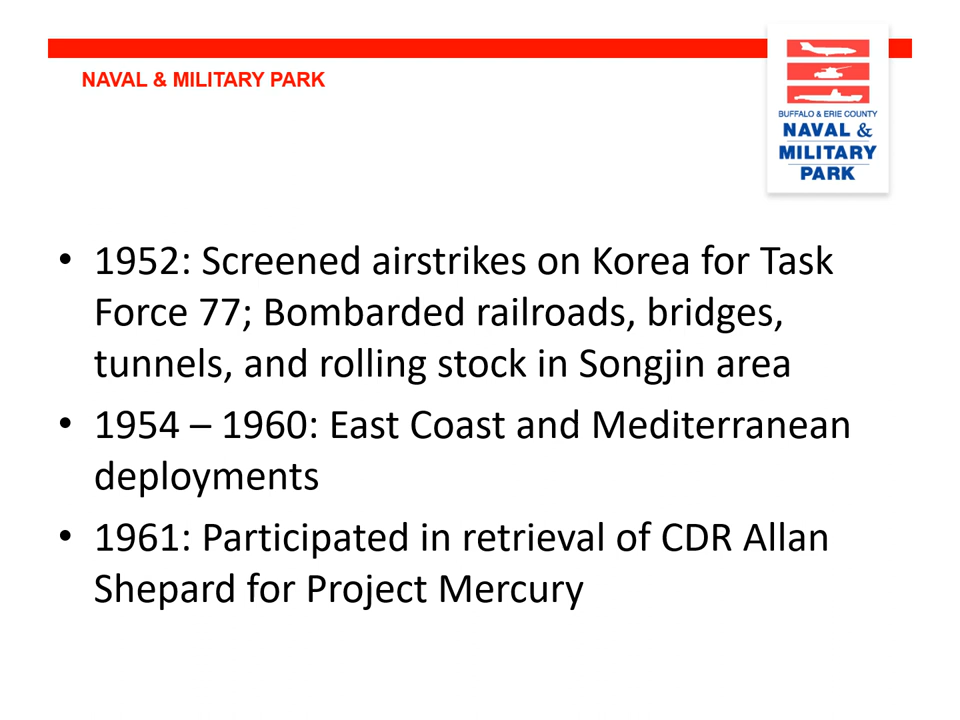 NAVAL & MILITARY PARK
BUFFALO & ERIE COUNTY
NAVAL &
MILITARY
PARK
• 1952: Screened airstrikes on Korea for Task
Force 77; Bombarded railroads, bridges,
tunnels, and rolling stock in Songjin area
• 1954 – 1960: East Coast and Mediterranean
deployments
• 1961: Participated in retrieval of CDR Allan
Shepard for Project Mercury